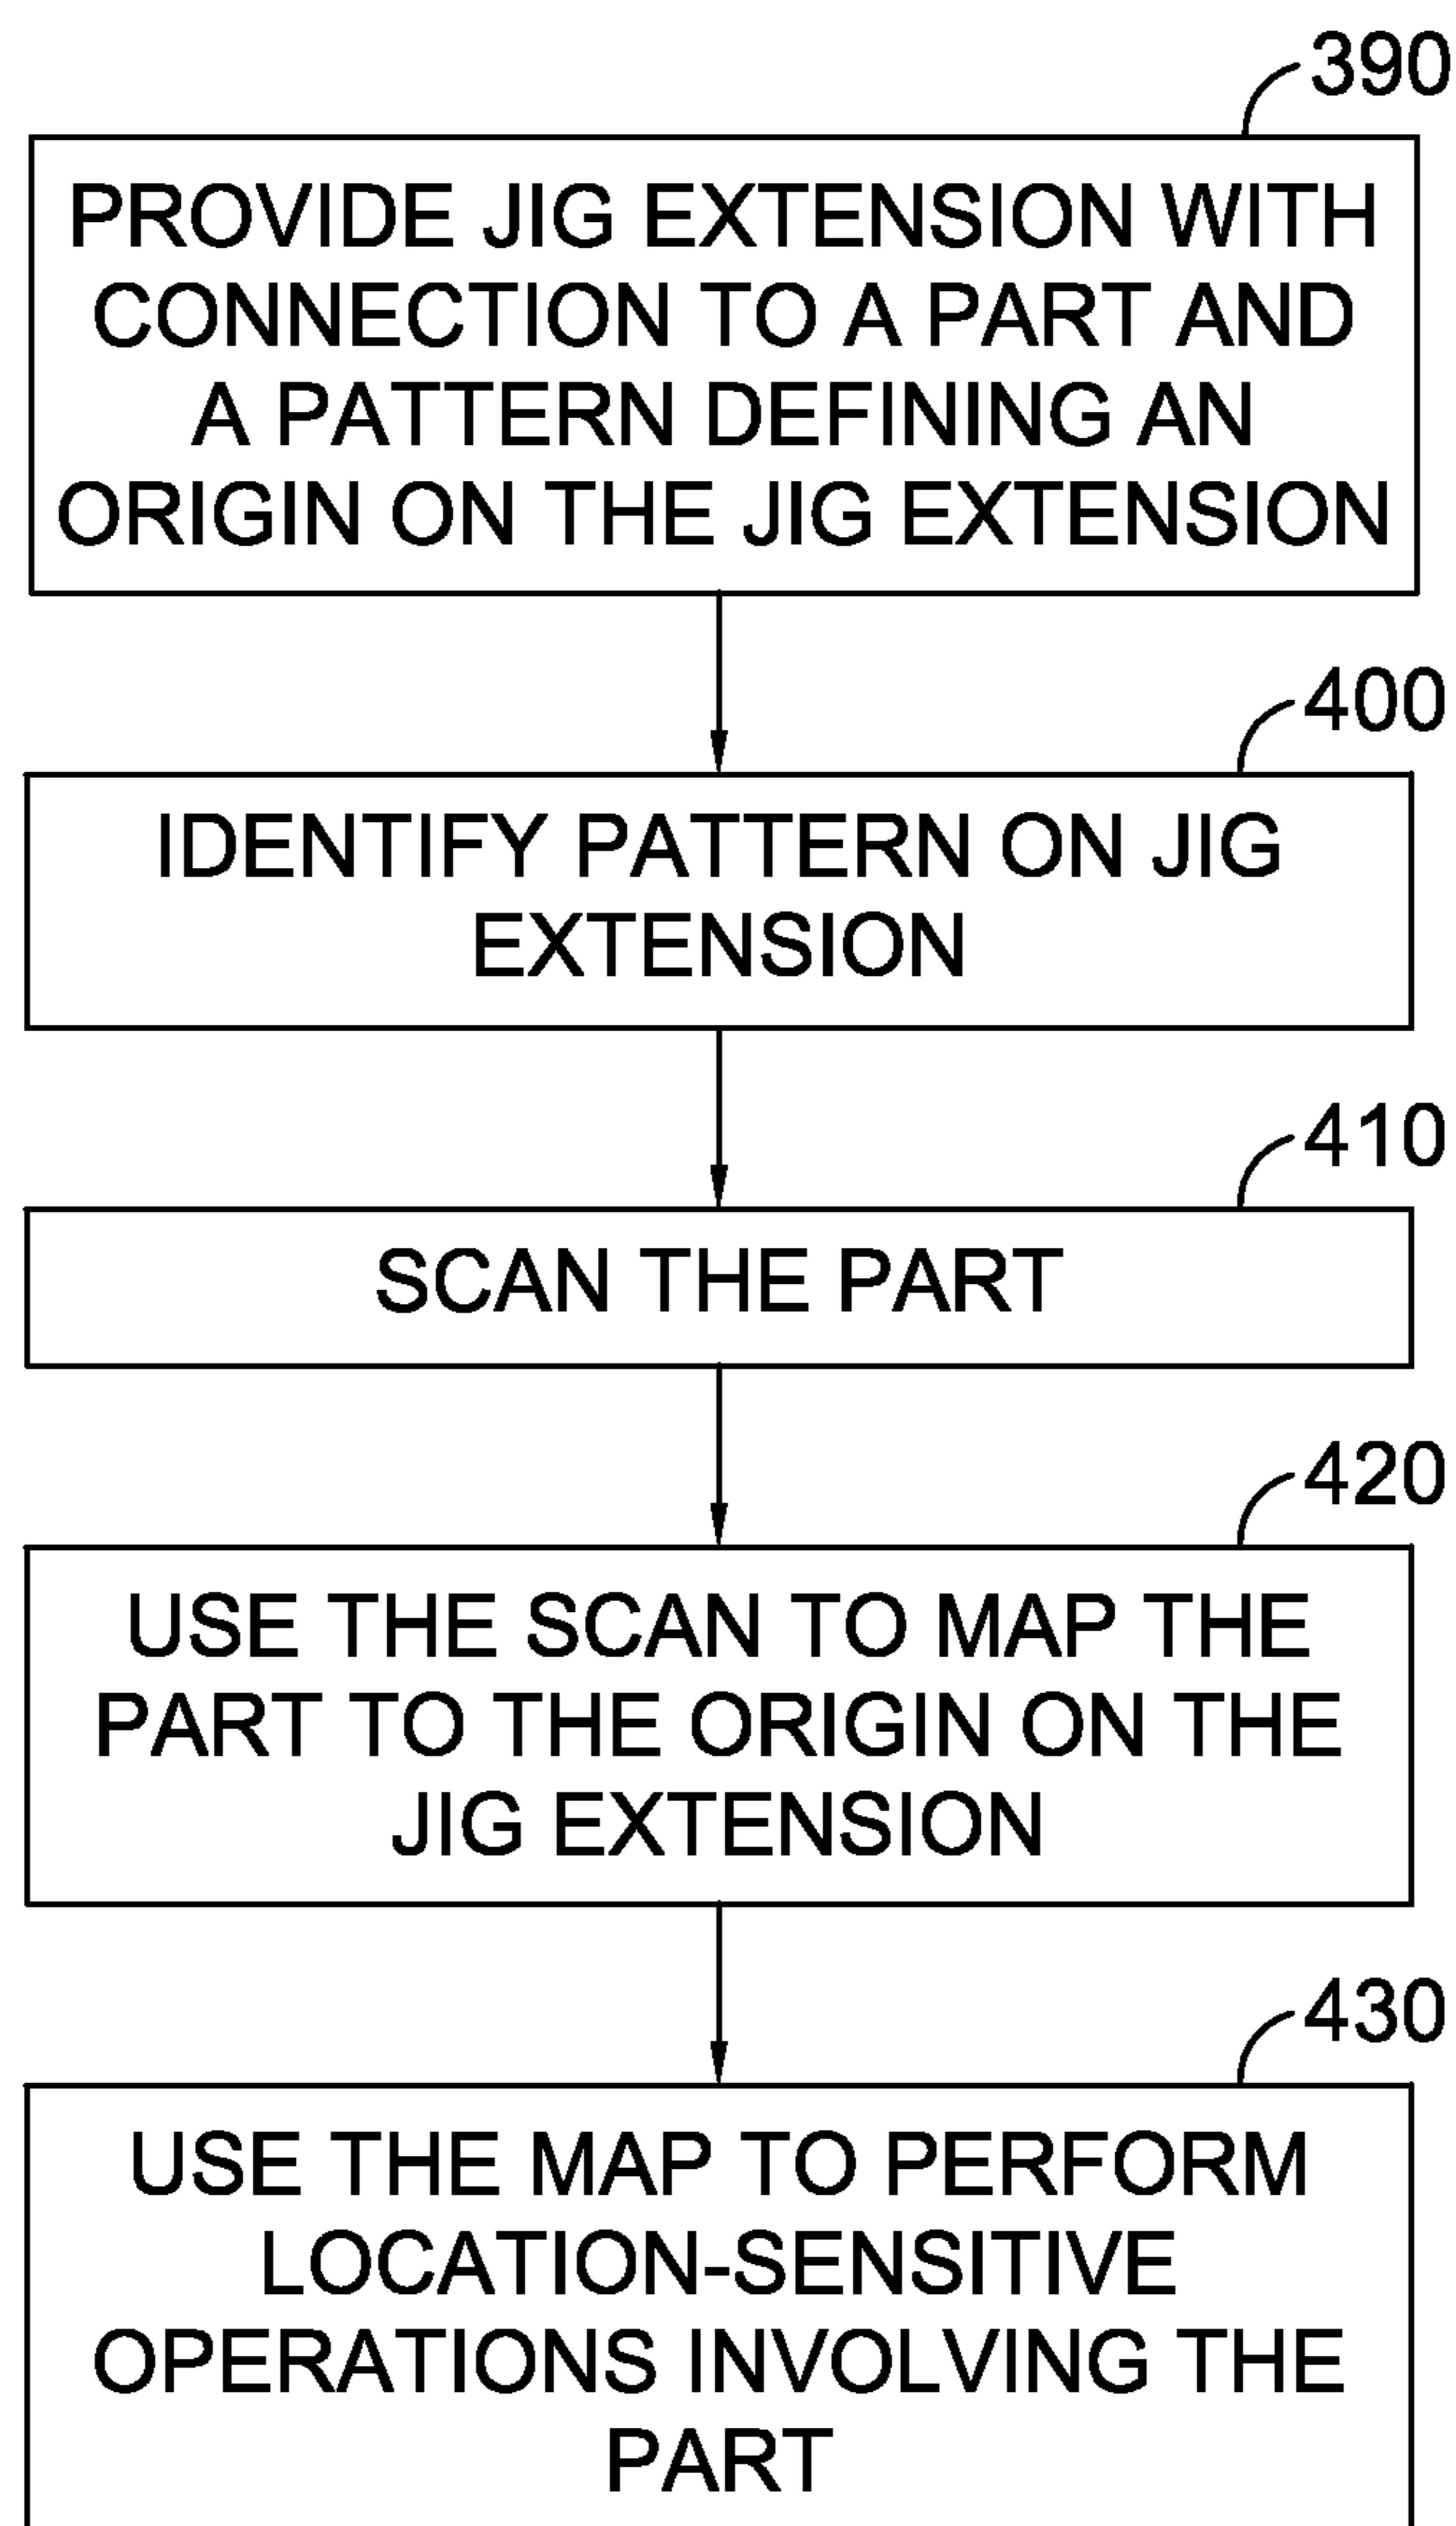 390
PROVIDE JIG EXTENSION WITH
CONNECTION TO A PART AND
A PATTERN DEFINING AN
ORIGIN ON THE JIG EXTENSION
400
IDENTIFY PATTERN ON JIG
EXTENSION
410
SCAN THE PART
420
USE THE SCAN TO MAP THE
PART TO THE ORIGIN ON THE
JIG EXTENSION
430
USE THE MAP TO PERFORM
LOCATION-SENSITIVE
OPERATIONS INVOLVING THE
PART